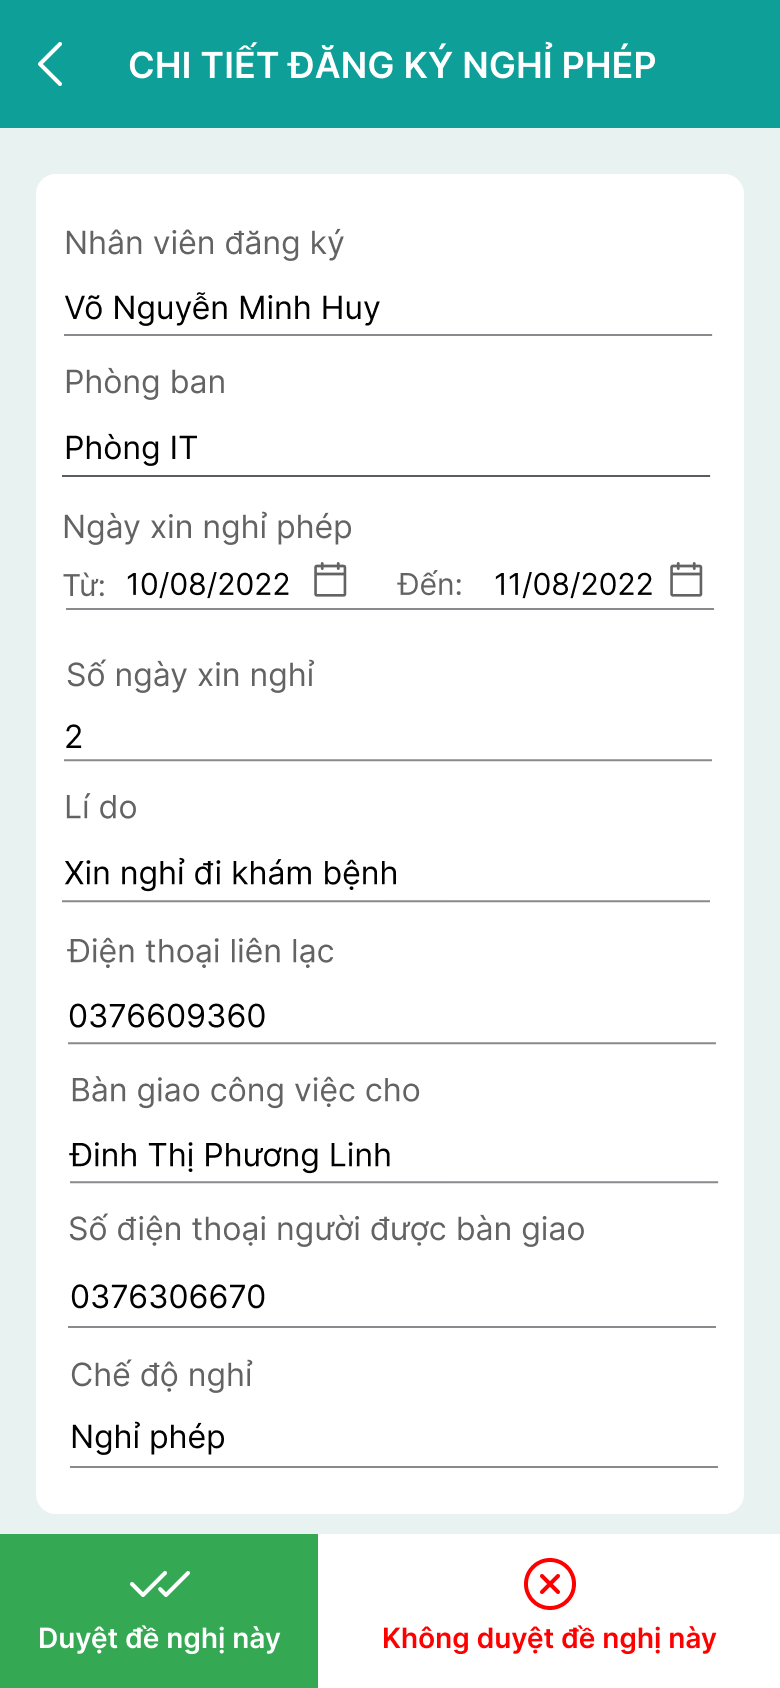 CHI TIẾT ĐĂNG KÝ NGHỈ PHÉP
Nhân viên đăng ký
Võ Nguyễn Minh Huy
Phòng ban
Phòng IT
Ngày xin nghỉ phép
Từ: 10/08/2022 Đến: 11/08/2022
Số ngày xin nghỉ
2
Lí do
Xin nghỉ đi khám bệnh
Điện thoại liên lạc
0376609360
Bàn giao công việc cho
Đinh Thị Phương Linh
Số điện thoại người được bàn giao
0376306670
Chế độ nghỉ
Nghỉ phép
Duyệt đề nghị này Không duyệt đề nghị này